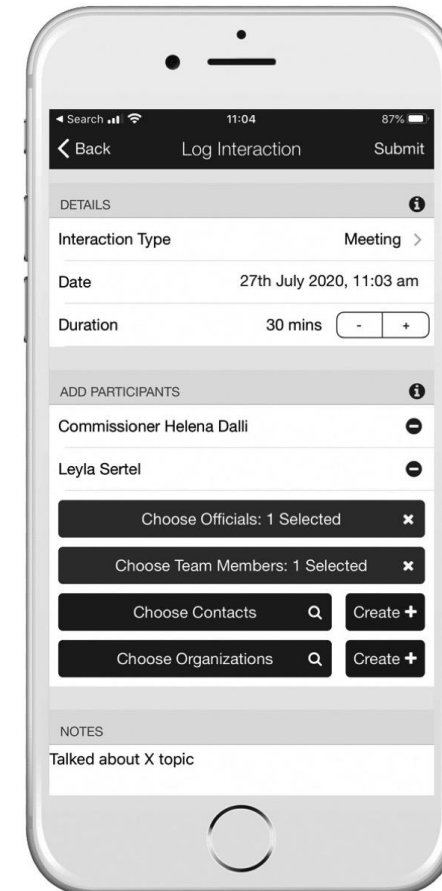 Search 11:04 87%
Back Log Interaction Submit
DETAILS
Interaction Type Meeting
Date 27th July 2020, 11:03 am
Duration 30 mins - +
ADD PARTICIPANTS
Commissioner Helena Dalli
Leyla Sertel
Choose Officials: 1 Selected
Choose Team Members: 1 Selected
Choose Contacts Create +
Choose Organizations Create +
NOTES
Talked about X topic